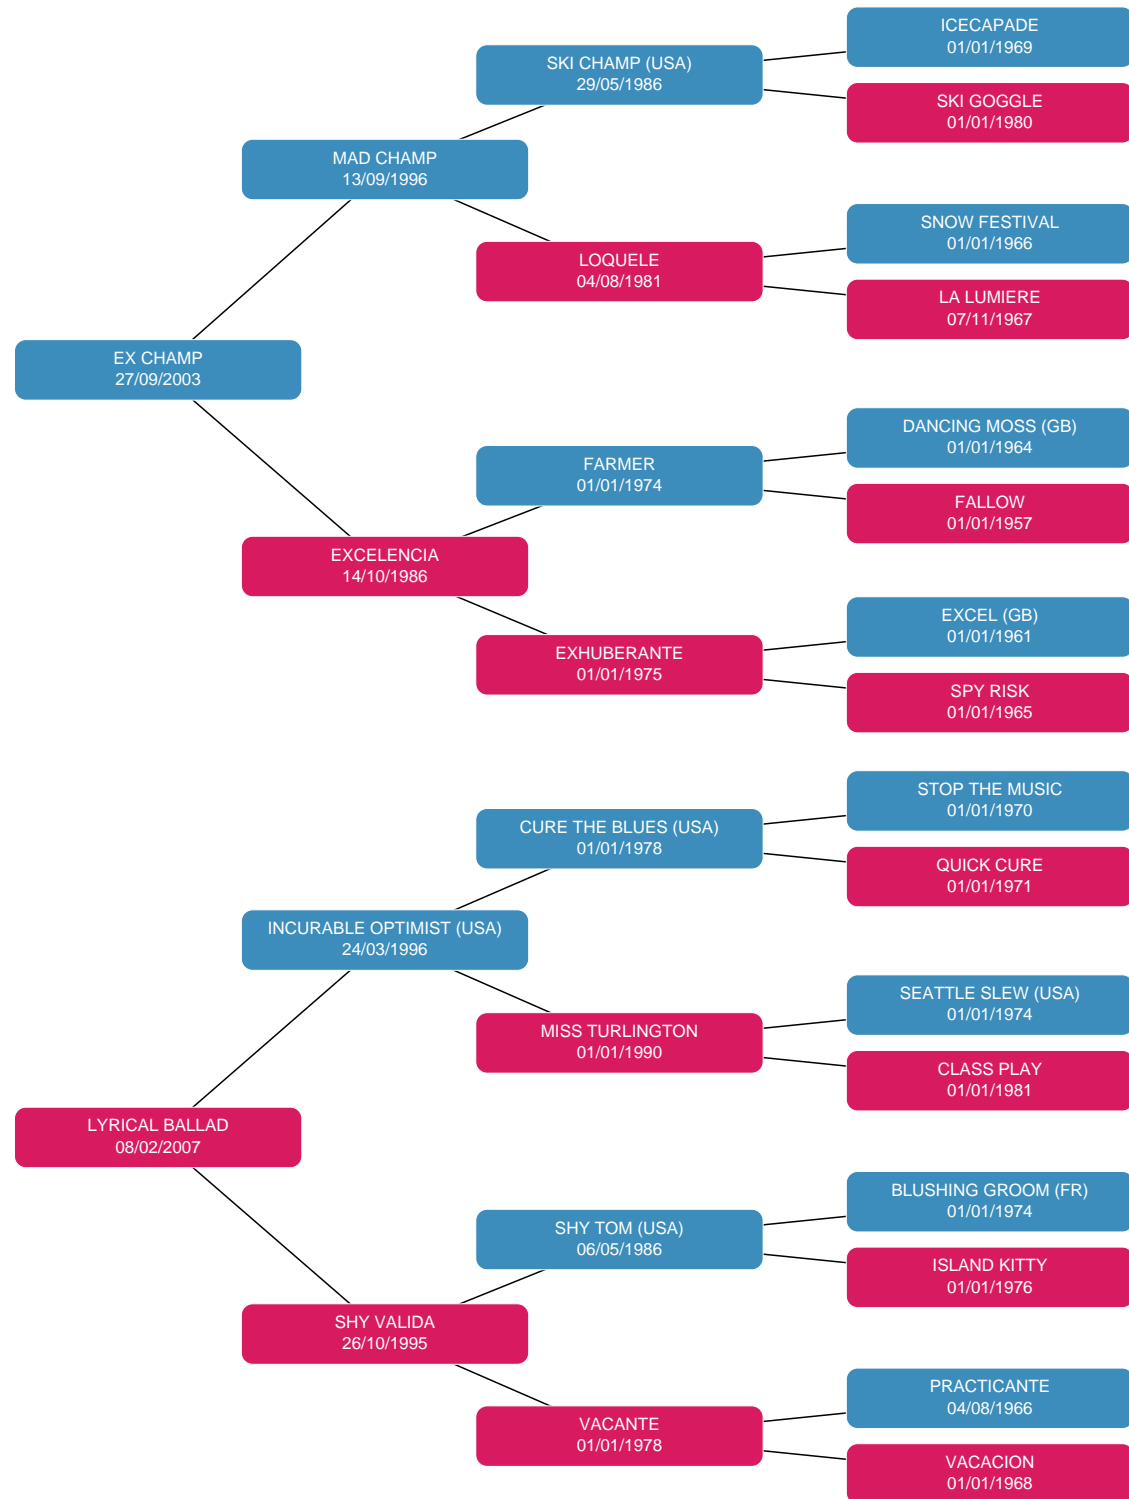 ICECAPADE
01/01/1969
SKI CHAMP (USA)
29/05/1986
SKI GOGGLE
01/01/1980
MAD CHAMP
13/09/1996
SNOW FESTIVAL
01/01/1966
LOQUELE
04/08/1981
LA LUMIERE
07/11/1967
EX CHAMP
27/09/2003
DANCING MOSS (GB)
01/01/1964
FARMER
01/01/1974
FALLOW
01/01/1957
EXCELENCIA
14/10/1986
EXCEL (GB)
01/01/1961
EXHUBERANTE
01/01/1975
SPY RISK
01/01/1965
STOP THE MUSIC
01/01/1970
CURE THE BLUES (USA)
01/01/1978
QUICK CURE
01/01/1971
INCURABLE OPTIMIST (USA)
24/03/1996
SEATTLE SLEW (USA)
01/01/1974
MISS TURLINGTON
01/01/1990
CLASS PLAY
01/01/1981
LYRICAL BALLAD
08/02/2007
BLUSHING GROOM (FR)
01/01/1974
SHY TOM (USA)
06/05/1986
ISLAND KITTY
01/01/1976
SHY VALIDA
26/10/1995
PRACTICANTE
04/08/1966
VACANTE
01/01/1978
VACACION
01/01/1968